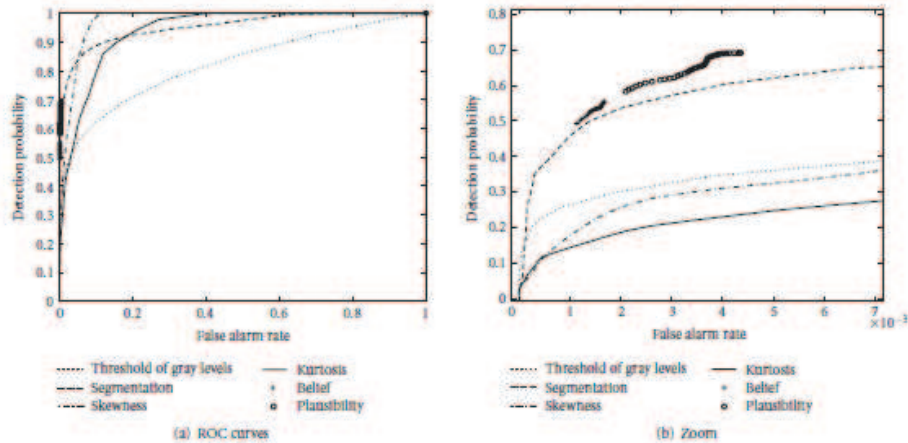 1
0.9
0.8
0.7
0.6
0.5
0.4
0.3
0.2
0.1
0
Detection probability
0 0.2 0.4 0.6 0.8 1
False alarm rate
Threshold of gray levels
Segmentation
Skewness
Kurtosis
Belief
Plausibility
(a) ROC curves
0.8
0.7
0.6
0.5
0.4
0.3
0.2
0.1
0
Detection probability
0 1 2 3 4 5 6 7
×10⁻³
False alarm rate
Threshold of gray levels
Segmentation
Skewness
Kurtosis
Belief
Plausibility
(b) Zoom